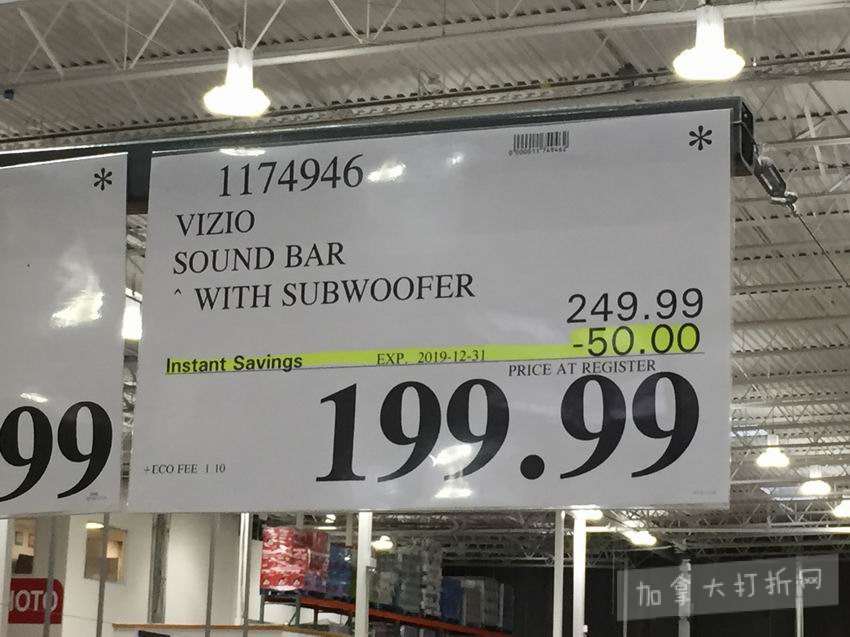 *
99
OTO
*
1174946
VIZIO
SOUND BAR
^ WITH SUBWOOFER
249.99
-50.00
Instant Savings EXP. 2019-12-31
PRICE AT REGISTER
199.99
+ECO FEE 1 10
加拿大打折网